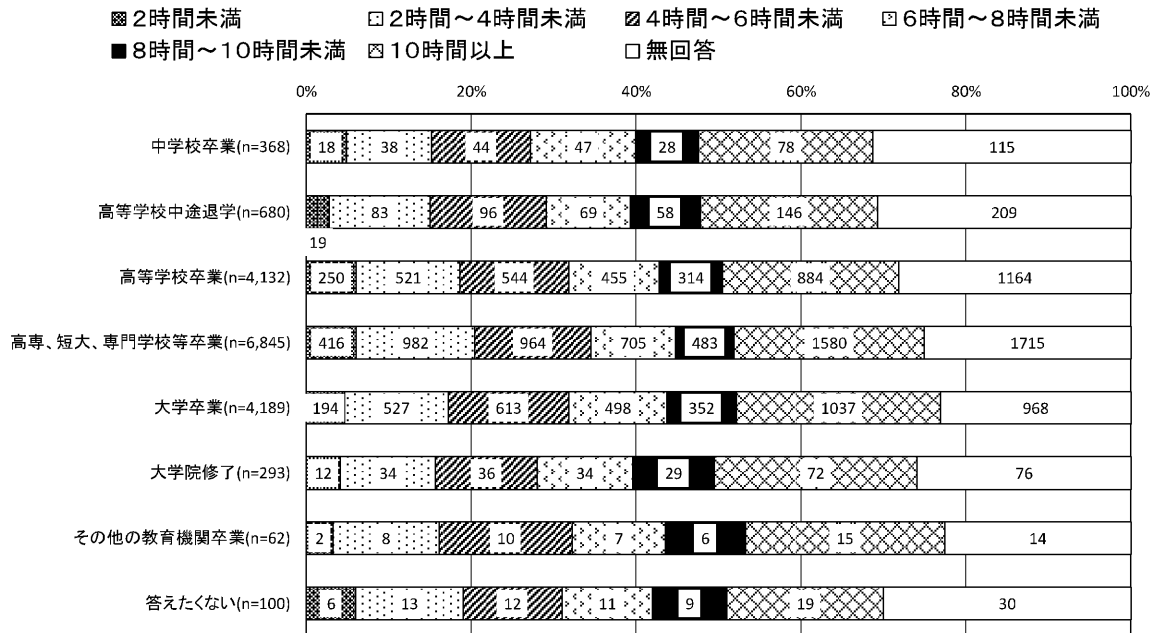 2時間未満 2時間～4時間未満 4時間～6時間未満 6時間～8時間未満
8時間～10時間未満 10時間以上 無回答
0% 20% 40% 60% 80% 100%
中学校卒業(n=368) 18 38 44 47 28 78 115
高等学校中途退学(n=680) 83 96 69 58 146 209
19
高等学校卒業(n=4,132) 250 521 544 455 314 884 1164
高専、短大、専門学校等卒業(n=6,845) 416 982 964 705 483 1580 1715
大学卒業(n=4,189) 194 527 613 498 352 1037 968
大学院修了(n=293) 12 34 36 34 29 72 76
その他の教育機関卒業(n=62) 2 8 10 7 6 15 14
答えたくない(n=100) 6 13 12 11 9 19 30